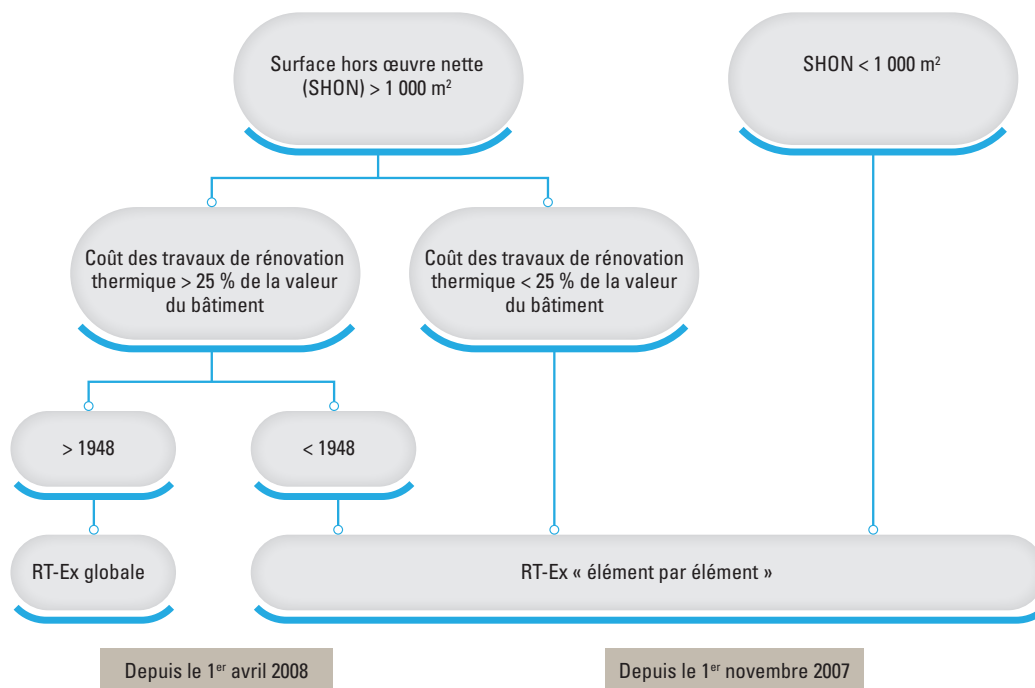 Surface hors œuvre nette
(SHON) > 1 000 m²
SHON < 1 000 m²
Coût des travaux de rénovation
thermique > 25 % de la valeur
du bâtiment
Coût des travaux de rénovation
thermique < 25 % de la valeur
du bâtiment
> 1948
< 1948
RT-Ex globale
RT-Ex « élément par élément »
Depuis le 1er avril 2008
Depuis le 1er novembre 2007